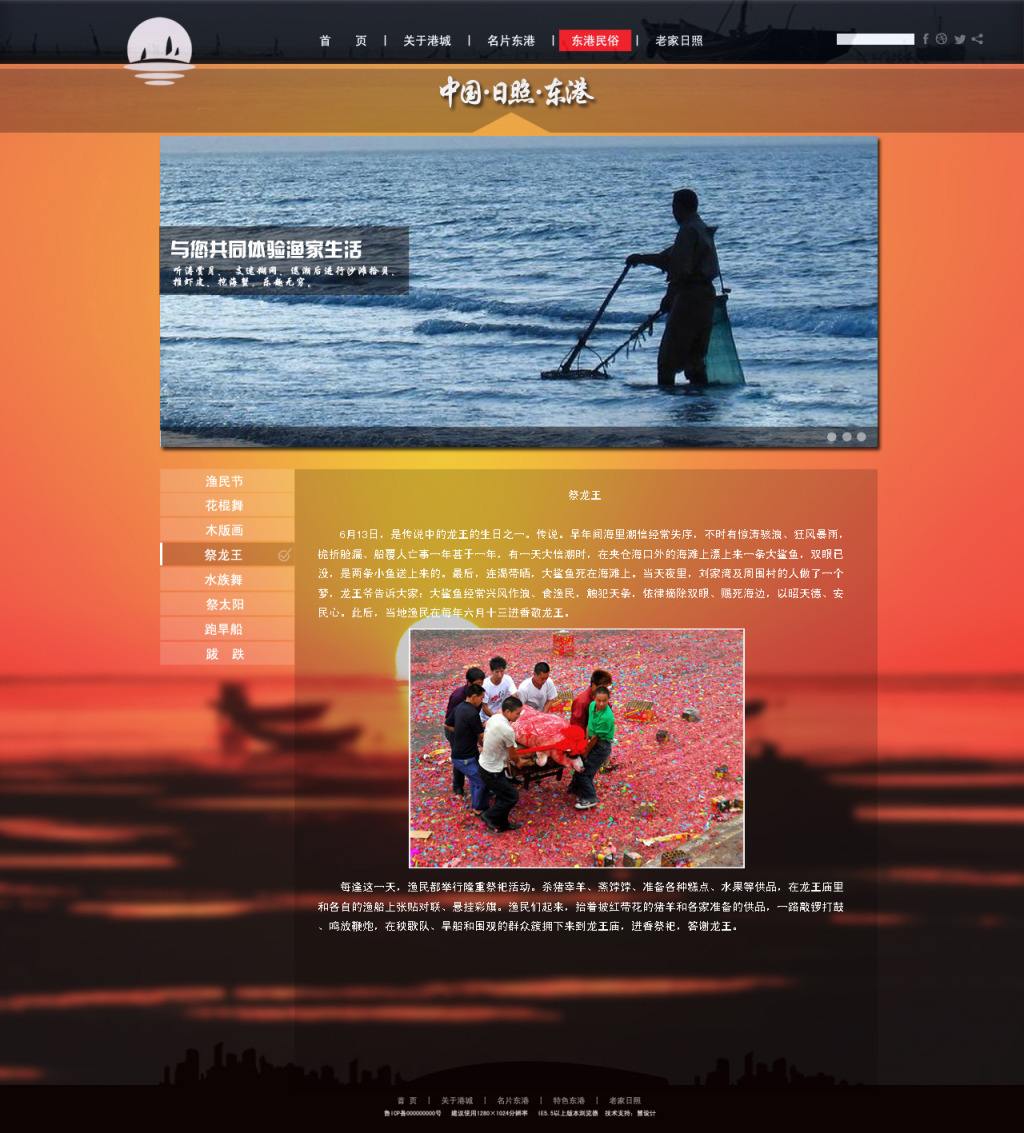 首 页 | 关于港城 | 名片东港 | 东港民俗 | 老家日照
中国·日照·东港
与您共同体验渔家生活
听涛赏月、支速捌网、退潮后进行沙滩拾贝、
推虾皮、挖海蟹、乐趣无穷。
渔民节
花棍舞
木版画
祭龙王
水族舞
祭太阳
跑旱船
跋 跌
祭龙王
6月13日，是传说中的龙王的生日之一。传说，早年间海里潮信经常失序，不时有惊涛骇浪、狂风暴雨，
桅折舱漏、船覆人亡事一年甚于一年，有一天大信潮时，在夹仓海口外的海滩上漂上来一条大鲨鱼，双眼已
没，是两条小鱼送上来的。最后，连渴带晒，大鲨鱼死在海滩上。当天夜里，刘家湾及周围村的人做了一个
梦，龙王爷告诉大家：大鲨鱼经常兴风作浪、食渔民，触犯天条，依律摘除双眼、赐死海边，以昭天德、安
民心。此后，当地渔民在每年六月十三进香敬龙王。
每逢这一天，渔民都举行隆重祭祀活动。杀猪宰羊、蒸饽饽、准备各种糕点、水果等供品，在龙王庙里
和各自的渔船上张贴对联、悬挂彩旗。渔民们起来，抬着披红带花的猪羊和各家准备的供品，一路敲锣打鼓
、鸣放鞭炮，在秧歌队、旱船和围观的群众簇拥下来到龙王庙，进香祭祀，答谢龙王。
首 页 | 关于港城 | 名片东港 | 特色东港 | 老家日照
鲁ICP备000000000号 建议使用1280×1024分辨率 IE5.5以上版本浏览器 技术支持：慧设计